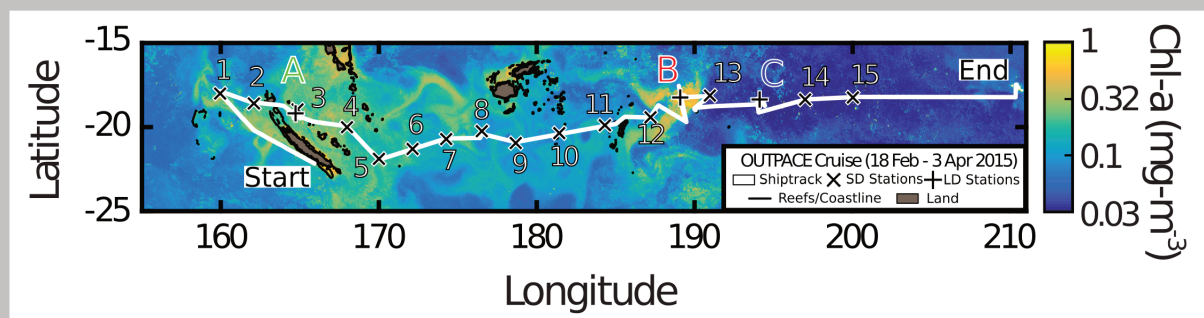 -15
-20
-25
Latitude
160
170
180
190
200
210
Longitude
1
2
A
3
4
5
6
7
8
9
10
11
12
B
13
C
14
15
Start
End
OUTPACE Cruise (18 Feb - 3 Apr 2015)
Shiptrack SD Stations LD Stations
Reefs/Coastline Land
1
0.32
0.1
0.03
Chl-a (mg-m-3)